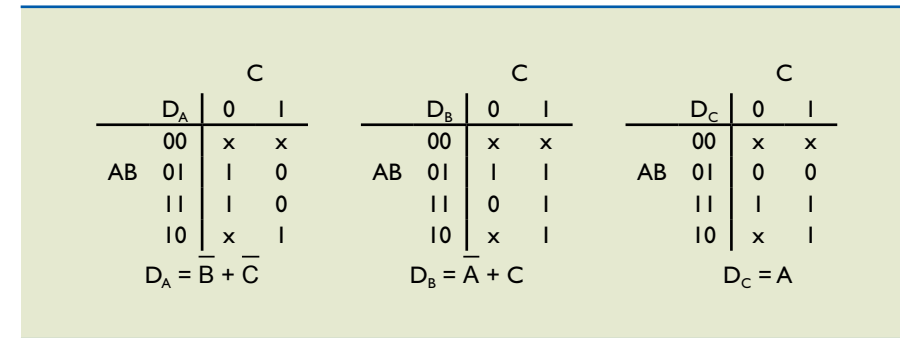 C C C
D_A 0 1 D_B 0 1 D_C 0 1
00 x x 00 x x 00 x x
AB 01 1 0 AB 01 1 1 AB 01 0 0
11 1 0 11 0 1 11 1 1
10 x 1 10 x 1 10 x 1
D_A = B̅ + C̅ D_B = A̅ + C D_C = A